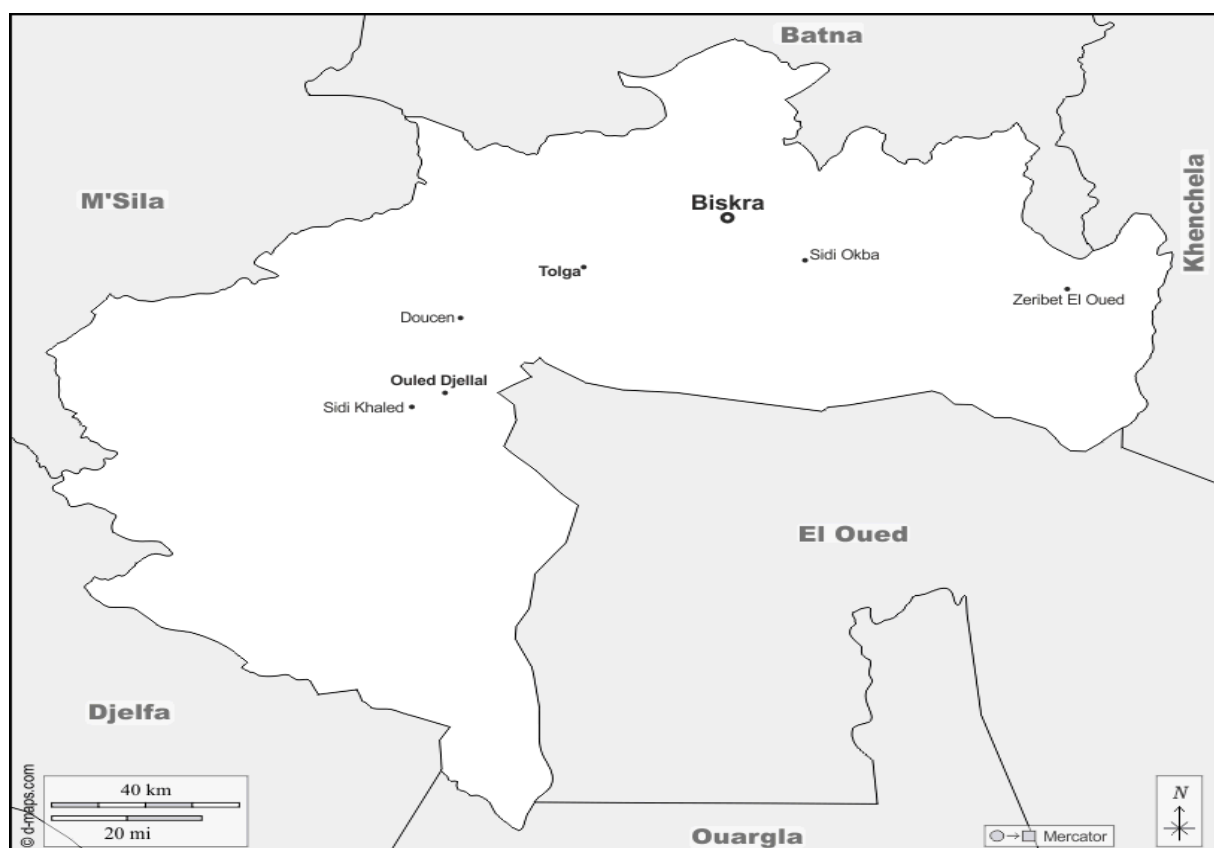 Batna
M'Sila
Khenchela
Biskra
Sidi Okba
Tolga
Zeribet El Oued
Doucen
Ouled Djellal
Sidi Khaled
El Oued
Djelfa
40 km
20 mi
© d-maps.com
Ouargla
N
Mercator